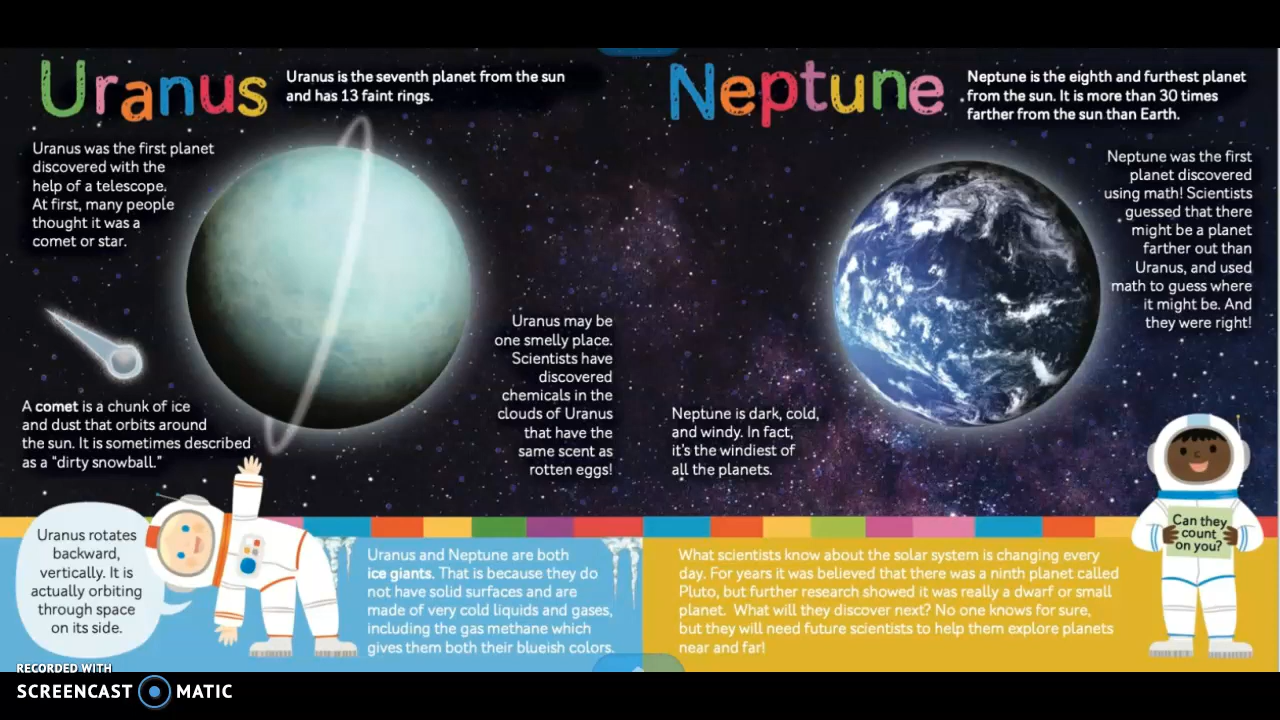 Uranus
Uranus is the seventh planet from the sun
and has 13 faint rings.
Uranus was the first planet
discovered with the
help of a telescope.
At first, many people
thought it was a
comet or star.
A comet is a chunk of ice
and dust that orbits around
the sun. It is sometimes described
as a "dirty snowball."
Uranus may be
one smelly place.
Scientists have
discovered
chemicals in the
clouds of Uranus
that have the
same scent as
rotten eggs!
Uranus rotates
backward,
vertically. It is
actually orbiting
through space
on its side.
Uranus and Neptune are both
ice giants. That is because they do
not have solid surfaces and are
made of very cold liquids and gases,
including the gas methane which
gives them both their blueish colors.
Neptune
Neptune is the eighth and furthest planet
from the sun. It is more than 30 times
farther from the sun than Earth.
Neptune was the first
planet discovered
using math! Scientists
guessed that there
might be a planet
farther out than
Uranus, and used
math to guess where
it might be. And
they were right!
Neptune is dark, cold,
and windy. In fact,
it's the windiest of
all the planets.
Can they
count
on you?
What scientists know about the solar system is changing every
day. For years it was believed that there was a ninth planet called
Pluto, but further research showed it was really a dwarf or small
planet. What will they discover next? No one knows for sure,
but they will need future scientists to help them explore planets
near and far!
RECORDED WITH
SCREENCAST MATIC